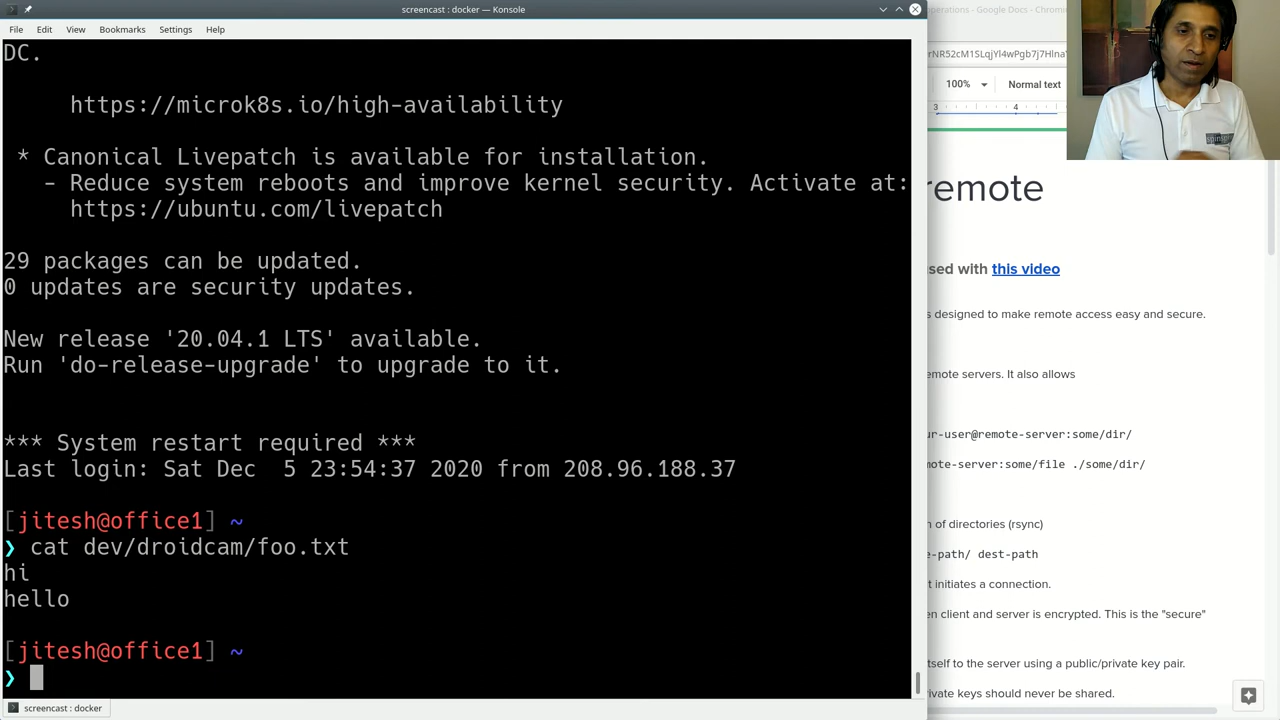 screencast : docker — Konsole
File Edit View Bookmarks Settings Help
DC.
https://microk8s.io/high-availability
* Canonical Livepatch is available for installation.
- Reduce system reboots and improve kernel security. Activate at:
https://ubuntu.com/livepatch
29 packages can be updated.
0 updates are security updates.
New release '20.04.1 LTS' available.
Run 'do-release-upgrade' to upgrade to it.
*** System restart required ***
Last login: Sat Dec  5 23:54:37 2020 from 208.96.188.37
[jitesh@office1] ~
❯ cat dev/droidcam/foo.txt
hi
hello
[jitesh@office1] ~
❯
screencast : docker
operations - Google Docs - Chrom
100% Normal text
3 4
remote
sed with this video
s designed to make remote access easy and secure.
emote servers. It also allows
ur-user@remote-server:some/dir/
mote-server:some/file ./some/dir/
n of directories (rsync)
e-path/ dest-path
t initiates a connection.
en client and server is encrypted. This is the "secure"
tself to the server using a public/private key pair.
ivate keys should never be shared.